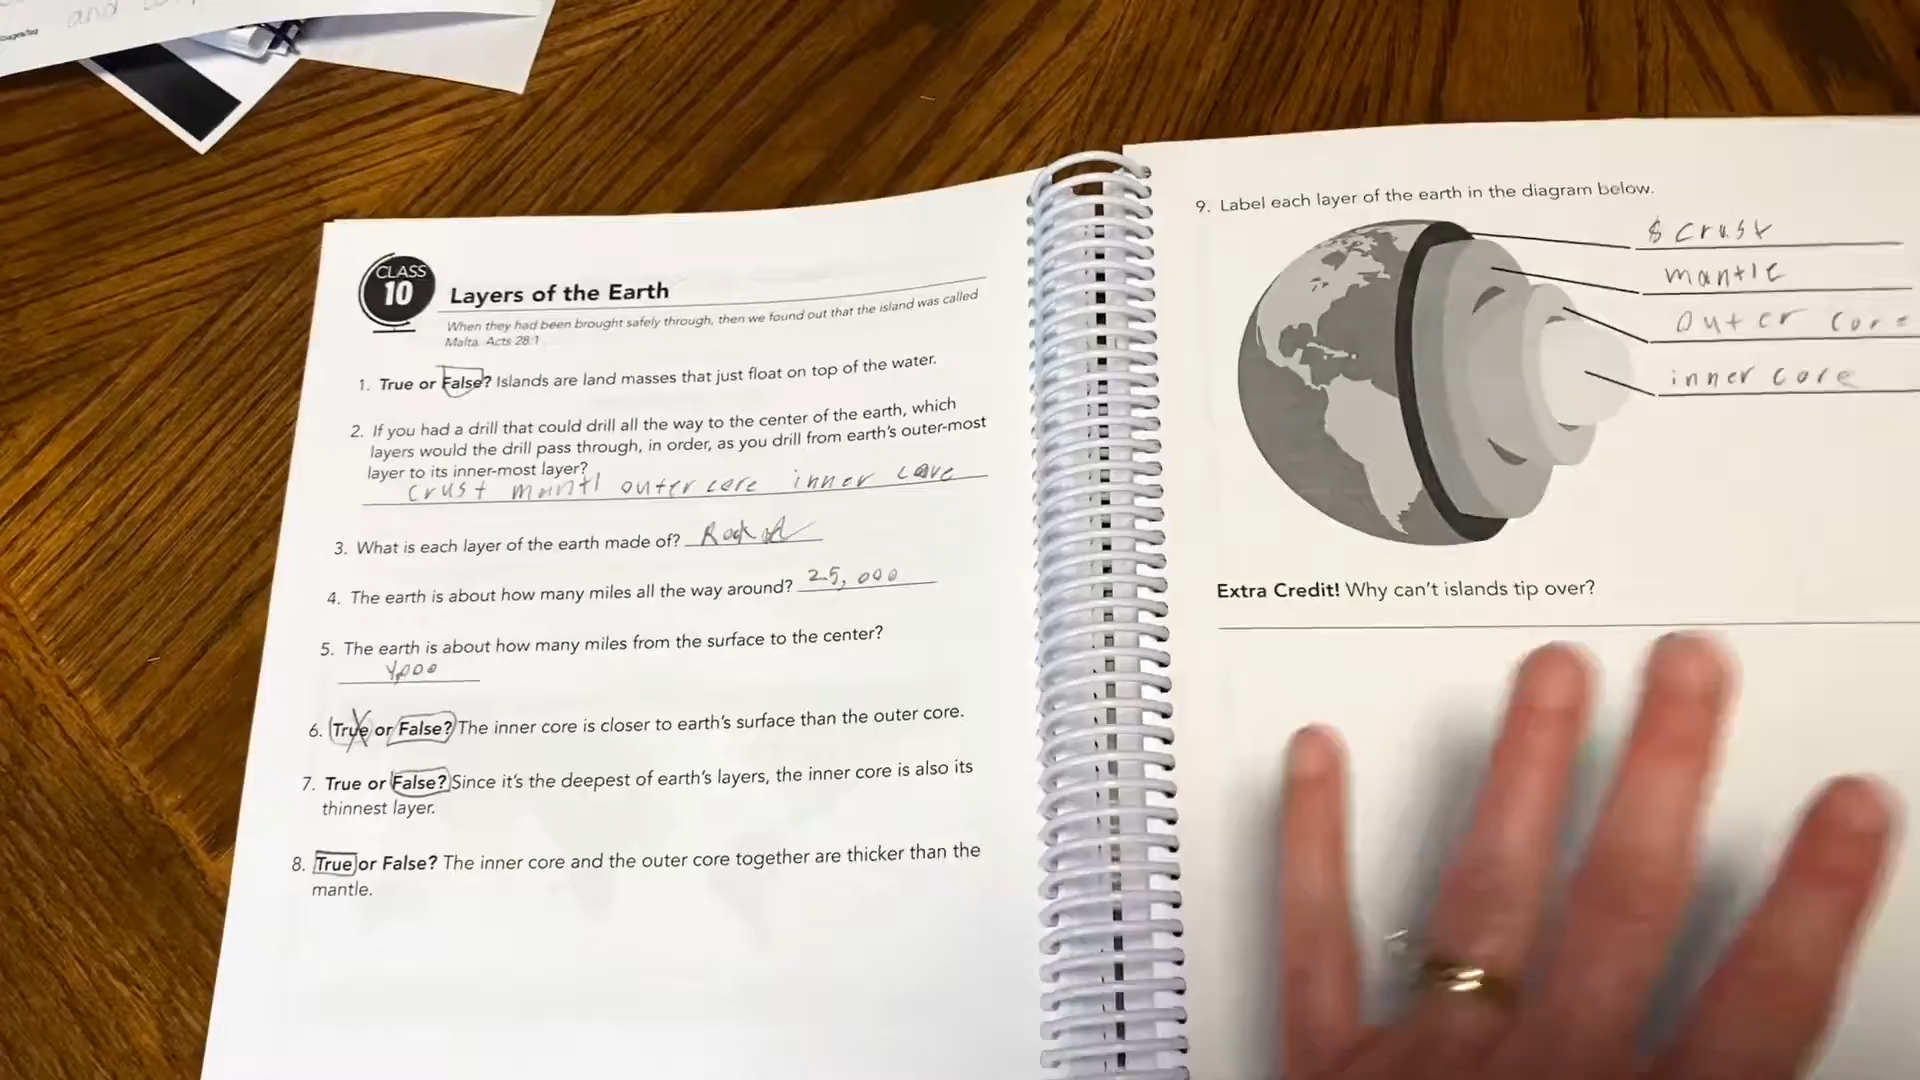 and
CLASS
10
Layers of the Earth
When they had been brought safely through, then we found out that the island was called
Malta. Acts 28:1
1. True or False? Islands are land masses that just float on top of the water.
2. If you had a drill that could drill all the way to the center of the earth, which
layers would the drill pass through, in order, as you drill from earth's outer-most
layer to its inner-most layer?
crust mantl outer core inner core
3. What is each layer of the earth made of? Rock
4. The earth is about how many miles all the way around? 25,000
5. The earth is about how many miles from the surface to the center?
4,000
6. True or False? The inner core is closer to earth's surface than the outer core.
7. True or False? Since it's the deepest of earth's layers, the inner core is also its
thinnest layer.
8. True or False? The inner core and the outer core together are thicker than the
mantle.
9. Label each layer of the earth in the diagram below.
crust
mantle
outer core
inner core
Extra Credit! Why can't islands tip over?